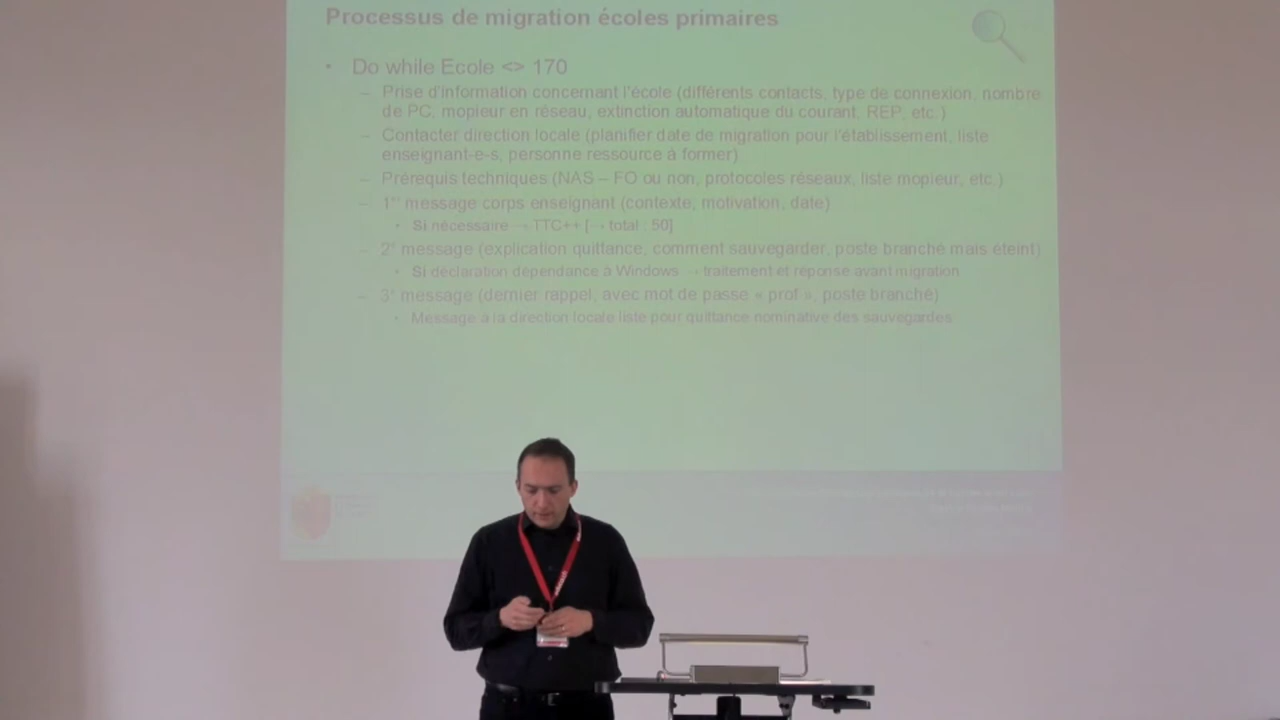 Processus de migration écoles primaires
• Do while Ecole <> 170
– Prise d'information concernant l'école (différents contacts, type de connexion, nombre
de PC, mopieur en réseau, extinction automatique du courant, REP, etc.)
– Contacter direction locale (planifier date de migration pour l'établissement, liste
enseignant-e-s, personne ressource à former)
– Prérequis techniques (NAS – FO ou non, protocoles réseaux, liste mopieur, etc.)
– 1er message corps enseignant (contexte, motivation, date)
• Si nécessaire → TTC++ [→ total : 50]
– 2e message (explication quittance, comment sauvegarder, poste branché mais éteint)
• Si déclaration dépendance à Windows → traitement et réponse avant migration
– 3e message (dernier rappel, avec mot de passe « prof », poste branché)
• Message à la direction locale liste pour quittance nominative des sauvegardes